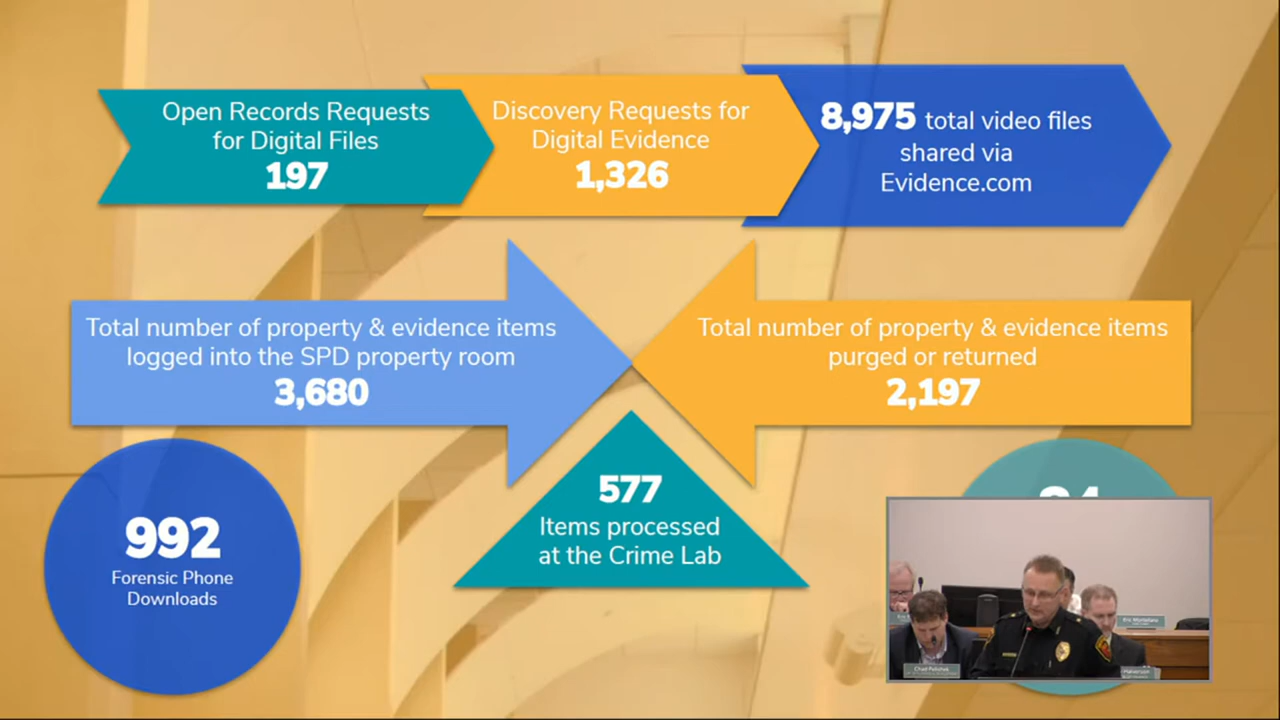 Open Records Requests
for Digital Files
197
Discovery Requests for
Digital Evidence
1,326
8,975 total video files
shared via
Evidence.com
Total number of property & evidence items
logged into the SPD property room
3,680
Total number of property & evidence items
purged or returned
2,197
992
Forensic Phone
Downloads
577
Items processed
at the Crime Lab